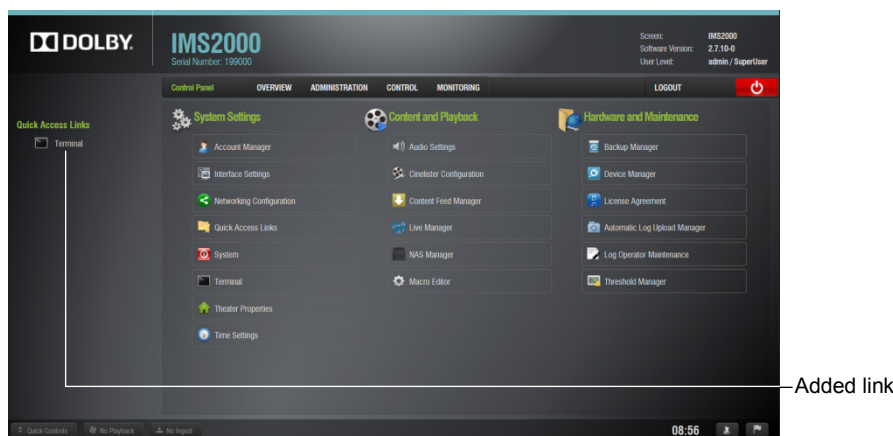 DOLBY.
IMS2000
Serial Number: 199000
Screen: IMS2000
Software Version: 2.7.10-0
User Level: admin / SuperUser
Control Panel OVERVIEW ADMINISTRATION CONTROL MONITORING LOGOUT
Quick Access Links
Terminal
System Settings
Account Manager
Interface Settings
Networking Configuration
Quick Access Links
System
Terminal
Theater Properties
Time Settings
Content and Playback
Audio Settings
Cinelister Configuration
Content Feed Manager
Live Manager
NAS Manager
Macro Editor
Hardware and Maintenance
Backup Manager
Device Manager
License Agreement
Automatic Log Upload Manager
Log Operator Maintenance
Threshold Manager
Added link
Quick Controls No Playback No Ingest 08:56